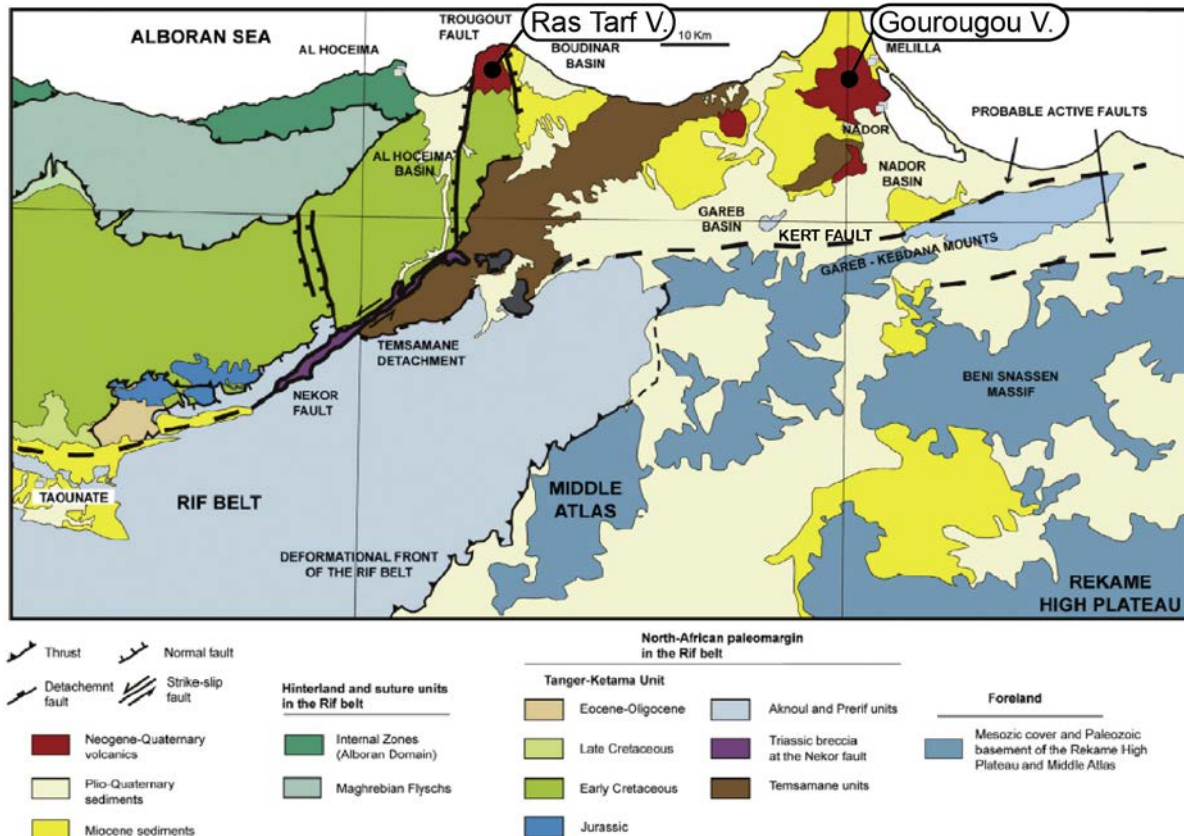 Ras Tarf V.
Gourougou V.
ALBORAN SEA
AL HOCEIMA
TROUGOUT
FAULT
BOUDINAR
BASIN
10 Km
MELILLA
PROBABLE ACTIVE FAULTS
NADOR
AL HOCEIMA
BASIN
NADOR
BASIN
GAREB
BASIN
KERT FAULT
GAREB - KEBDANA MOUNTS
TEMSAMANE
DETACHMENT
NEKOR
FAULT
BENI SNASSEN
MASSIF
TAOUNATE
RIF BELT
MIDDLE
ATLAS
DEFORMATIONAL FRONT
OF THE RIF BELT
REKAME
HIGH PLATEAU
Thrust
Normal fault
Detachemnt
fault
Strike-slip
fault
Neogene-Quaternary
volcanics
Plio-Quaternary
sediments
Miocene sediments
Hinterland and suture units
in the Rif belt
Internal Zones
(Alboran Domain)
Maghrebian Flyschs
North-African paleomargin
in the Rif belt
Tanger-Ketama Unit
Eocene-Oligocene
Late Cretaceous
Early Cretaceous
Jurassic
Aknoul and Prerif units
Triassic breccia
at the Nekor fault
Temsamane units
Foreland
Mesozic cover and Paleozoic
basement of the Rekame High
Plateau and Middle Atlas